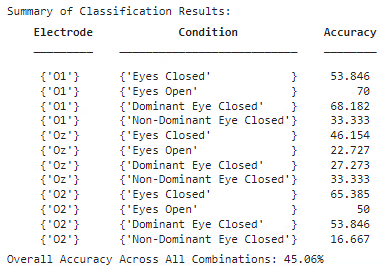 Summary of Classification Results:
Electrode Condition Accuracy
{'O1'} {'Eyes Closed' } 53.846
{'O1'} {'Eyes Open' } 70
{'O1'} {'Dominant Eye Closed' } 68.182
{'O1'} {'Non-Dominant Eye Closed'} 33.333
{'Oz'} {'Eyes Closed' } 46.154
{'Oz'} {'Eyes Open' } 22.727
{'Oz'} {'Dominant Eye Closed' } 27.273
{'Oz'} {'Non-Dominant Eye Closed'} 33.333
{'O2'} {'Eyes Closed' } 65.385
{'O2'} {'Eyes Open' } 50
{'O2'} {'Dominant Eye Closed' } 53.846
{'O2'} {'Non-Dominant Eye Closed'} 16.667
Overall Accuracy Across All Combinations: 45.06%